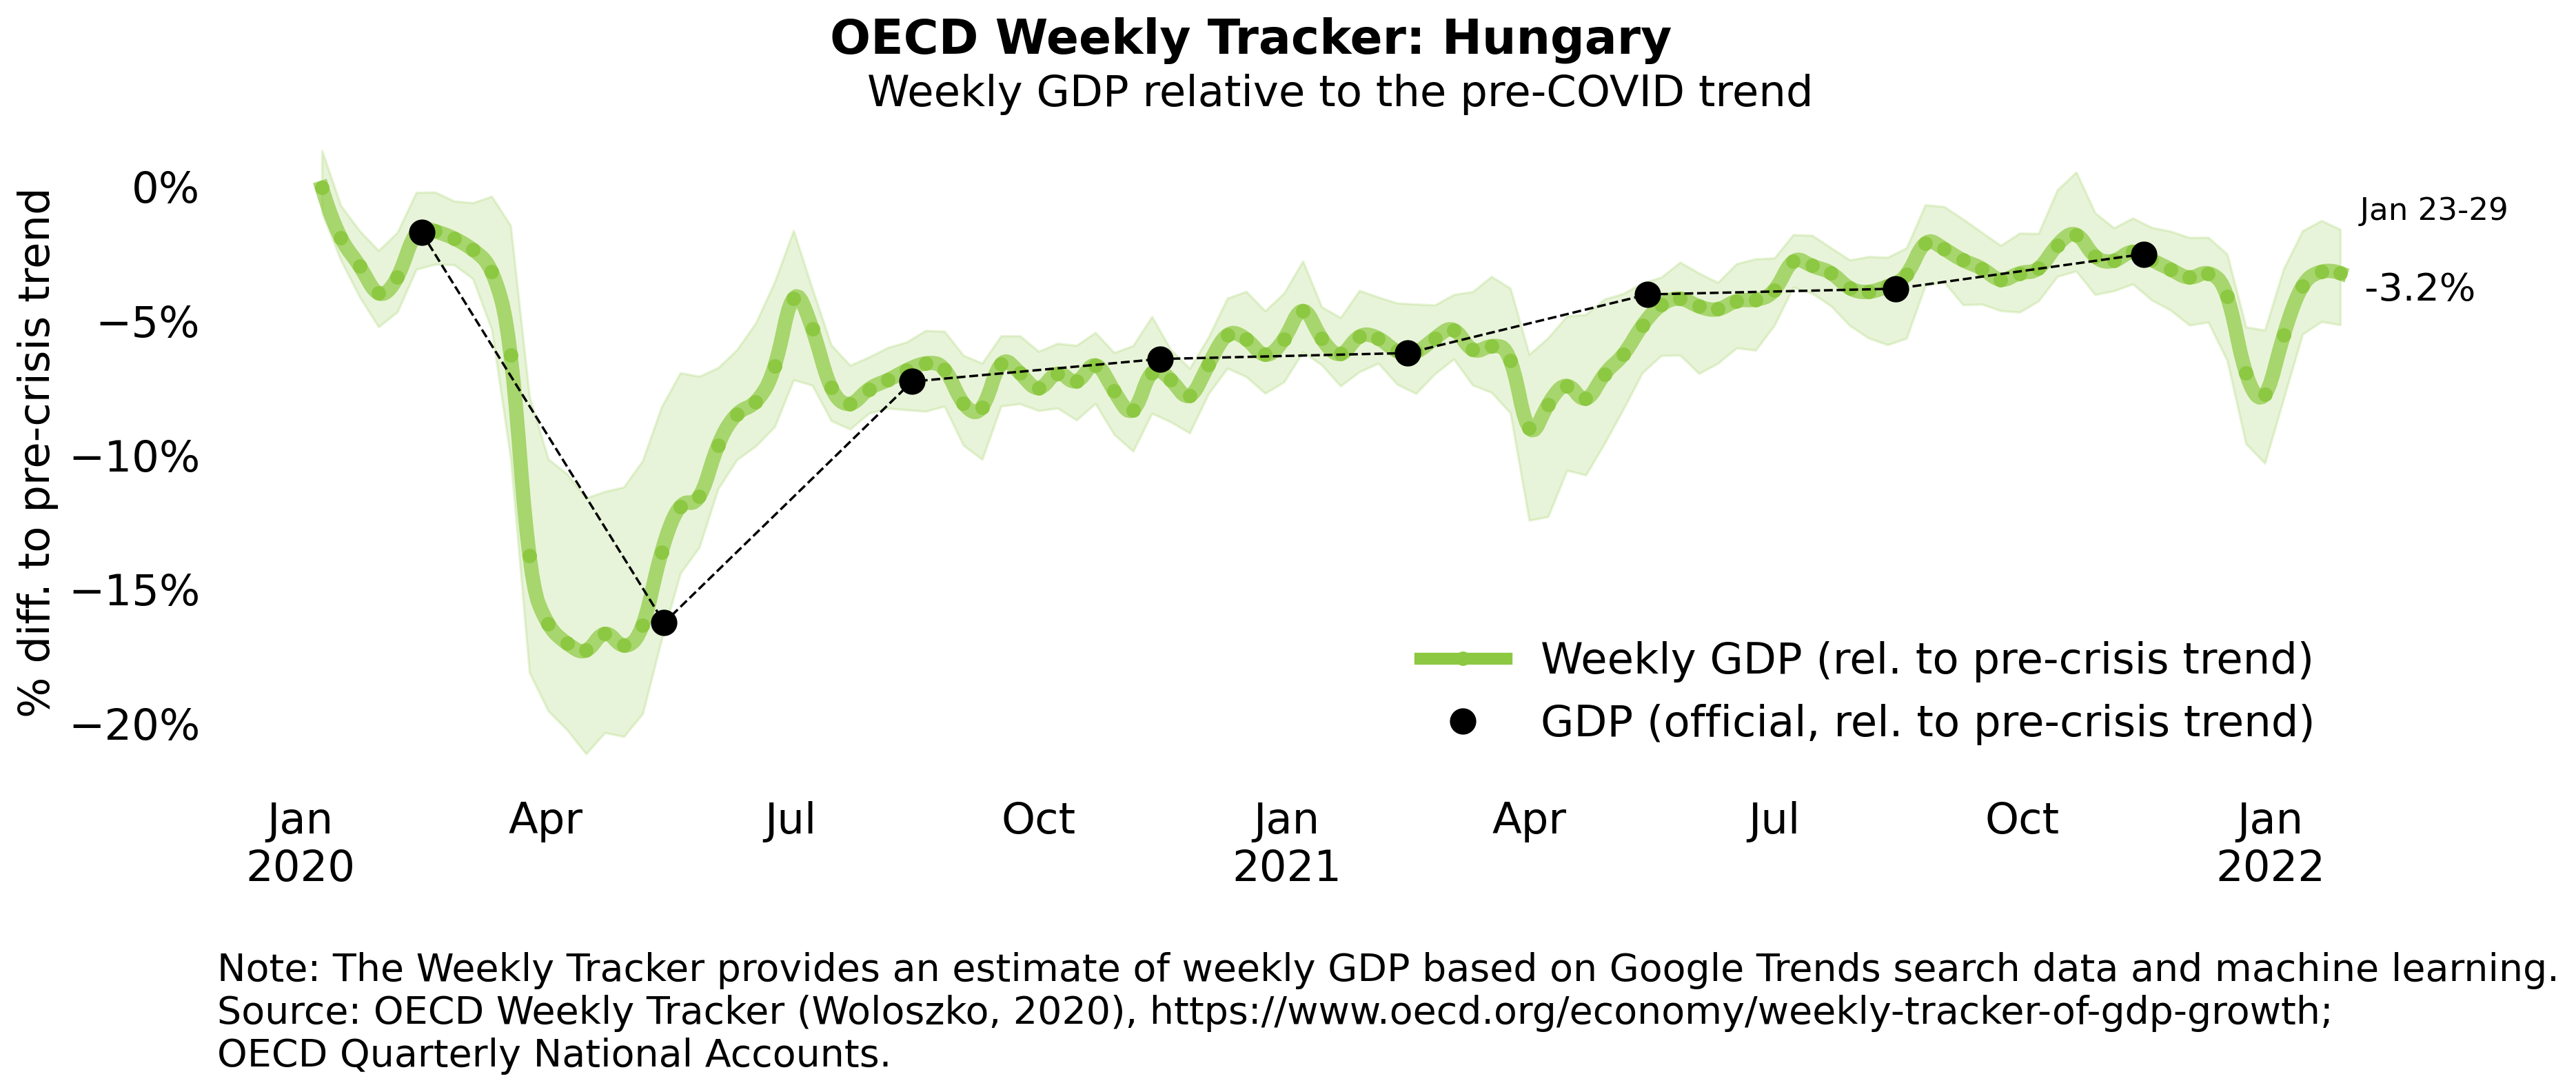 OECD Weekly Tracker: Hungary
Weekly GDP relative to the pre-COVID trend
% diff. to pre-crisis trend
0%
−5%
−10%
−15%
−20%
Jan 23-29
-3.2%
Weekly GDP (rel. to pre-crisis trend)
GDP (official, rel. to pre-crisis trend)
Jan Apr Jul Oct Jan Apr Jul Oct Jan
2020 2021 2022
Note: The Weekly Tracker provides an estimate of weekly GDP based on Google Trends search data and machine learning.
Source: OECD Weekly Tracker (Woloszko, 2020), https://www.oecd.org/economy/weekly-tracker-of-gdp-growth;
OECD Quarterly National Accounts.